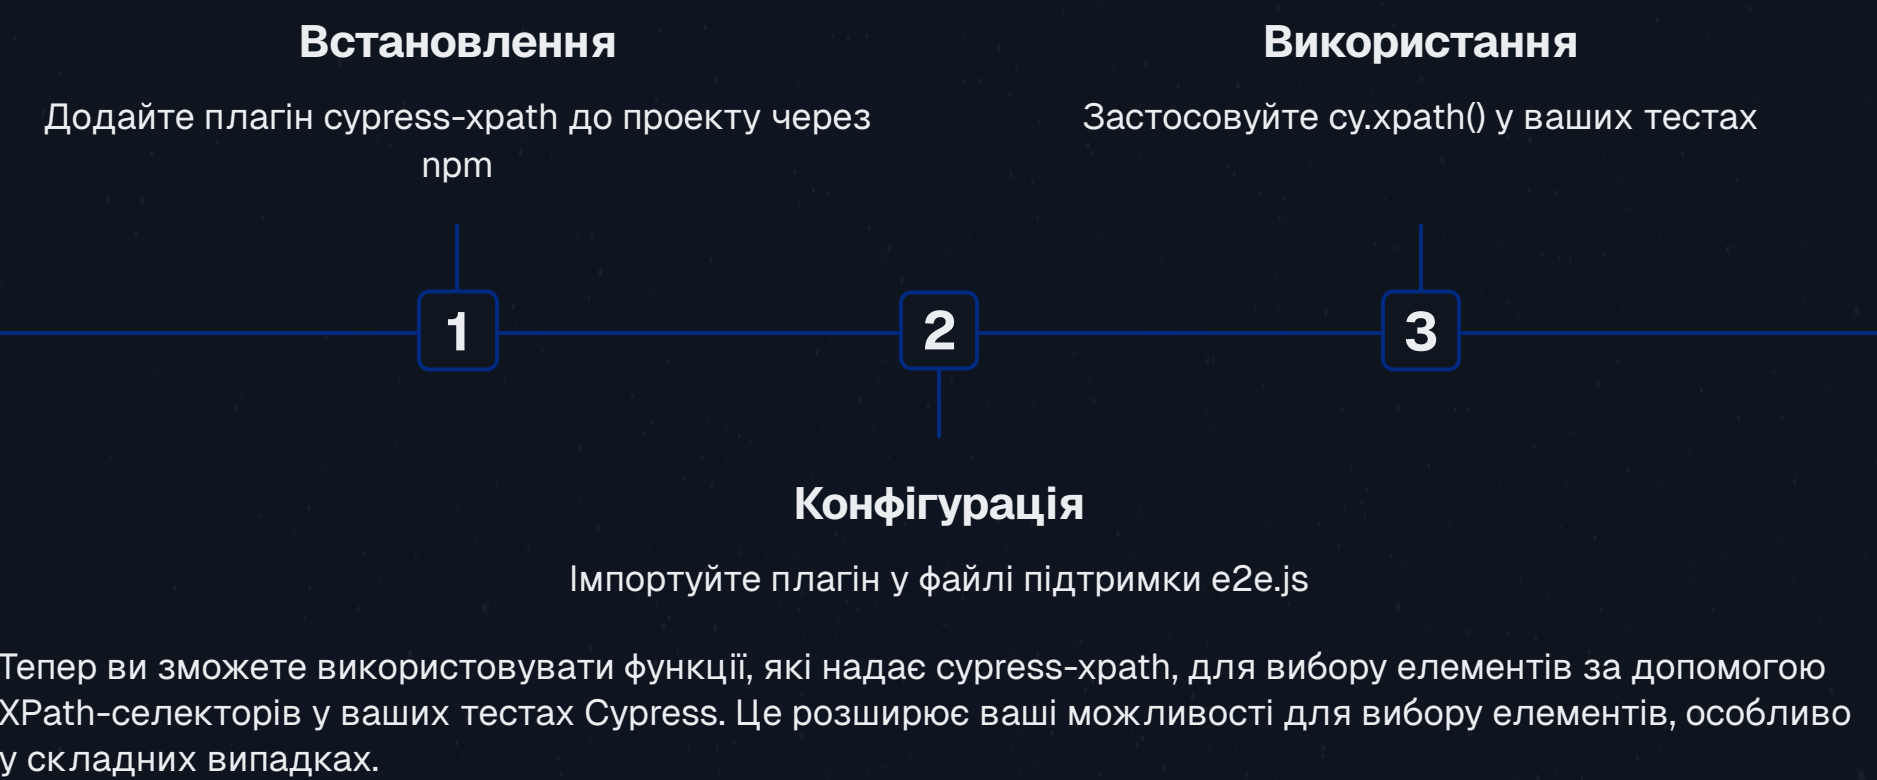 Встановлення
Додайте плагін cypress-xpath до проекту через
npm
Використання
Застосовуйте cy.xpath() у ваших тестах
1
2
3
Конфігурація
Імпортуйте плагін у файлі підтримки e2e.js
Тепер ви зможете використовувати функції, які надає cypress-xpath, для вибору елементів за допомогою
XPath-селекторів у ваших тестах Cypress. Це розширює ваші можливості для вибору елементів, особливо
у складних випадках.